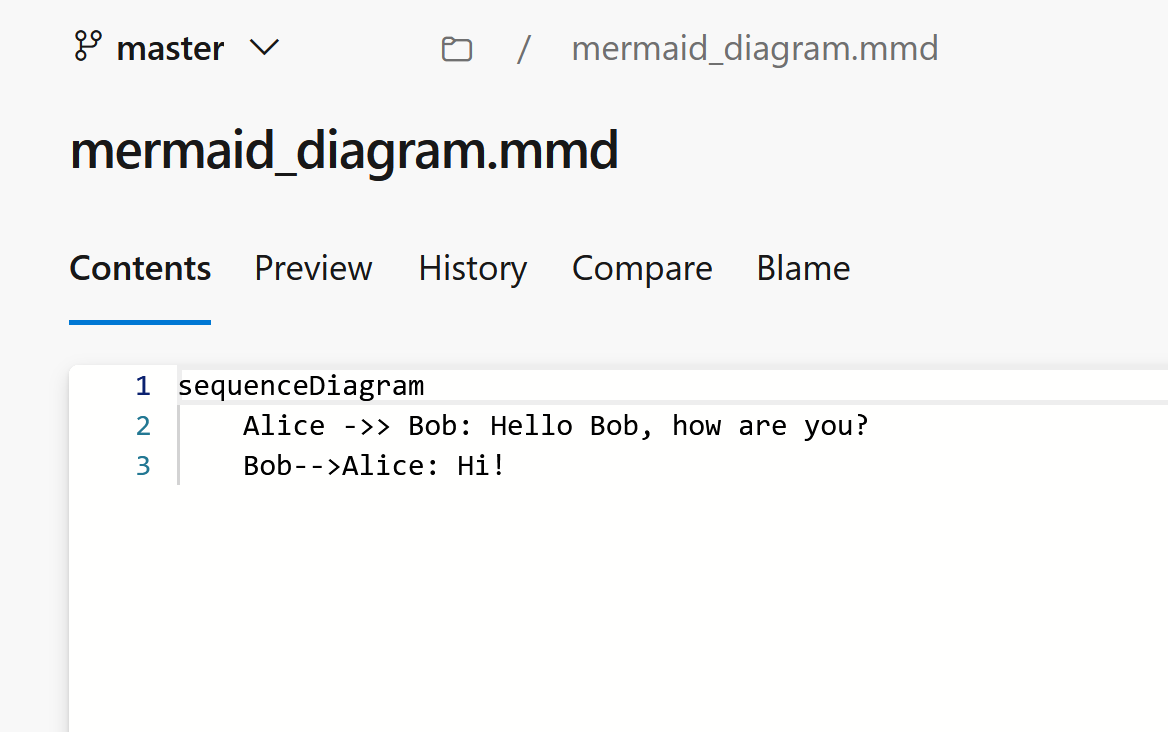 master / mermaid_diagram.mmd
mermaid_diagram.mmd
Contents Preview History Compare Blame
1 sequenceDiagram
2 Alice ->> Bob: Hello Bob, how are you?
3 Bob-->Alice: Hi!